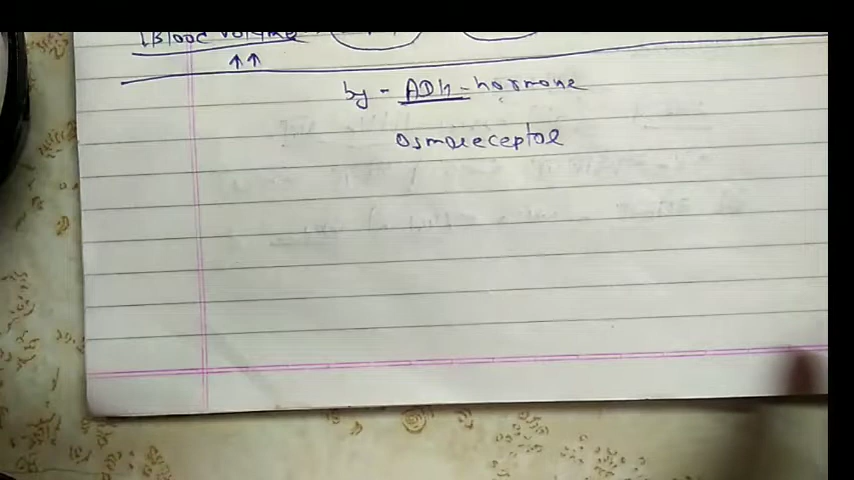 Blood volume
↑↑
by - ADH - hormone
osmoreceptor